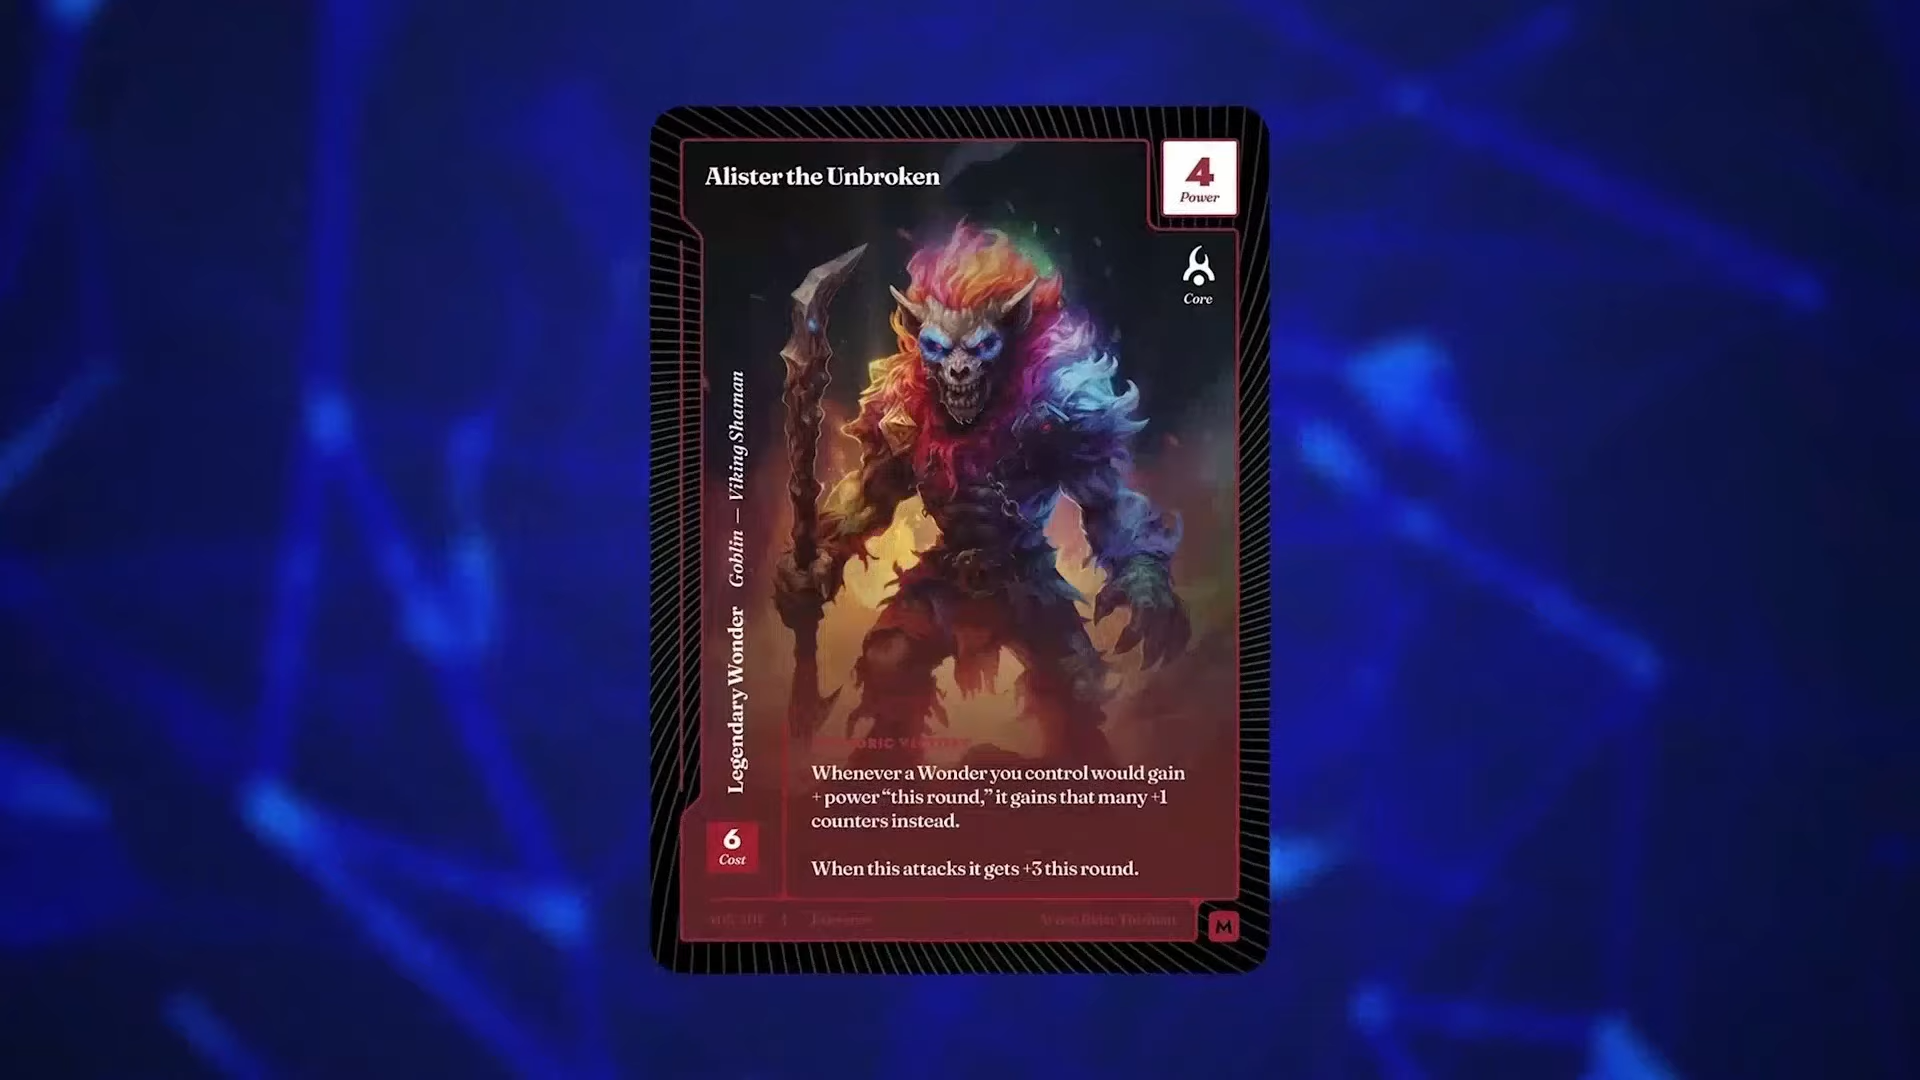 Alister the Unbroken
4
Power
Core
Legendary Wonder Goblin — Viking Shaman
Whenever a Wonder you control would gain
+ power “this round,” it gains that many +1
counters instead.
When this attacks it gets +3 this round.
6
Cost
M